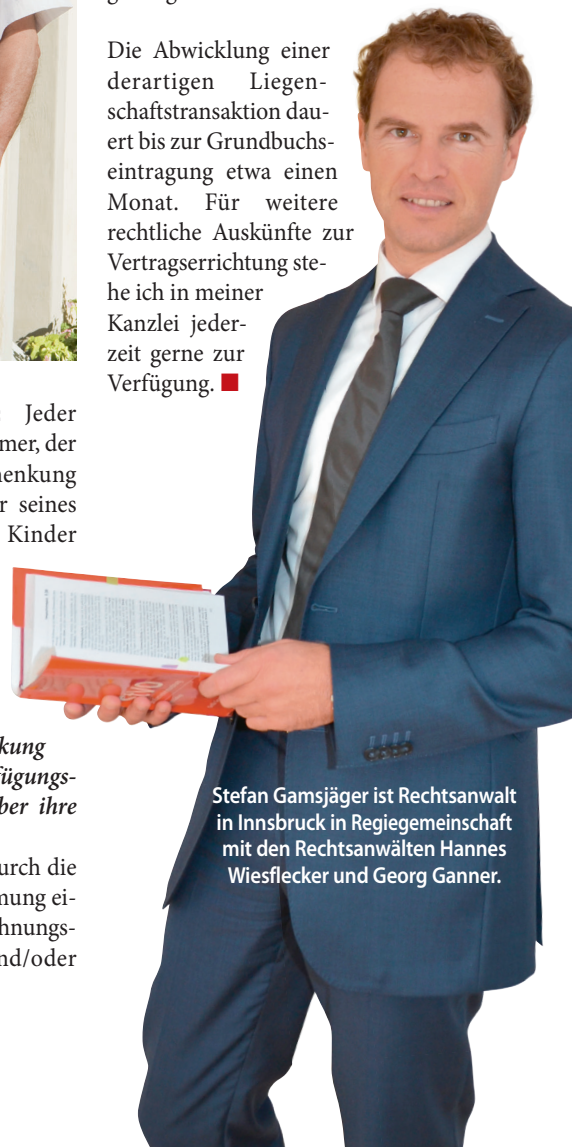 Die Abwicklung einer
derartigen Liegen-
schaftstransaktion dau-
ert bis zur Grundbuchs-
eintragung etwa einen
Monat. Für weitere
rechtliche Auskünfte zur
Vertragserrichtung ste-
he ich in meiner
Kanzlei jeder-
zeit gerne zur
Verfügung.
Jeder
mer, der
enkung
r seines
Kinder
kung
fügungs-
ber ihre
urch die
mung ei-
hnungs-
nd/oder
Stefan Gamsjäger ist Rechtsanwalt
in Innsbruck in Regiegemeinschaft
mit den Rechtsanwälten Hannes
Wiesflecker und Georg Ganner.